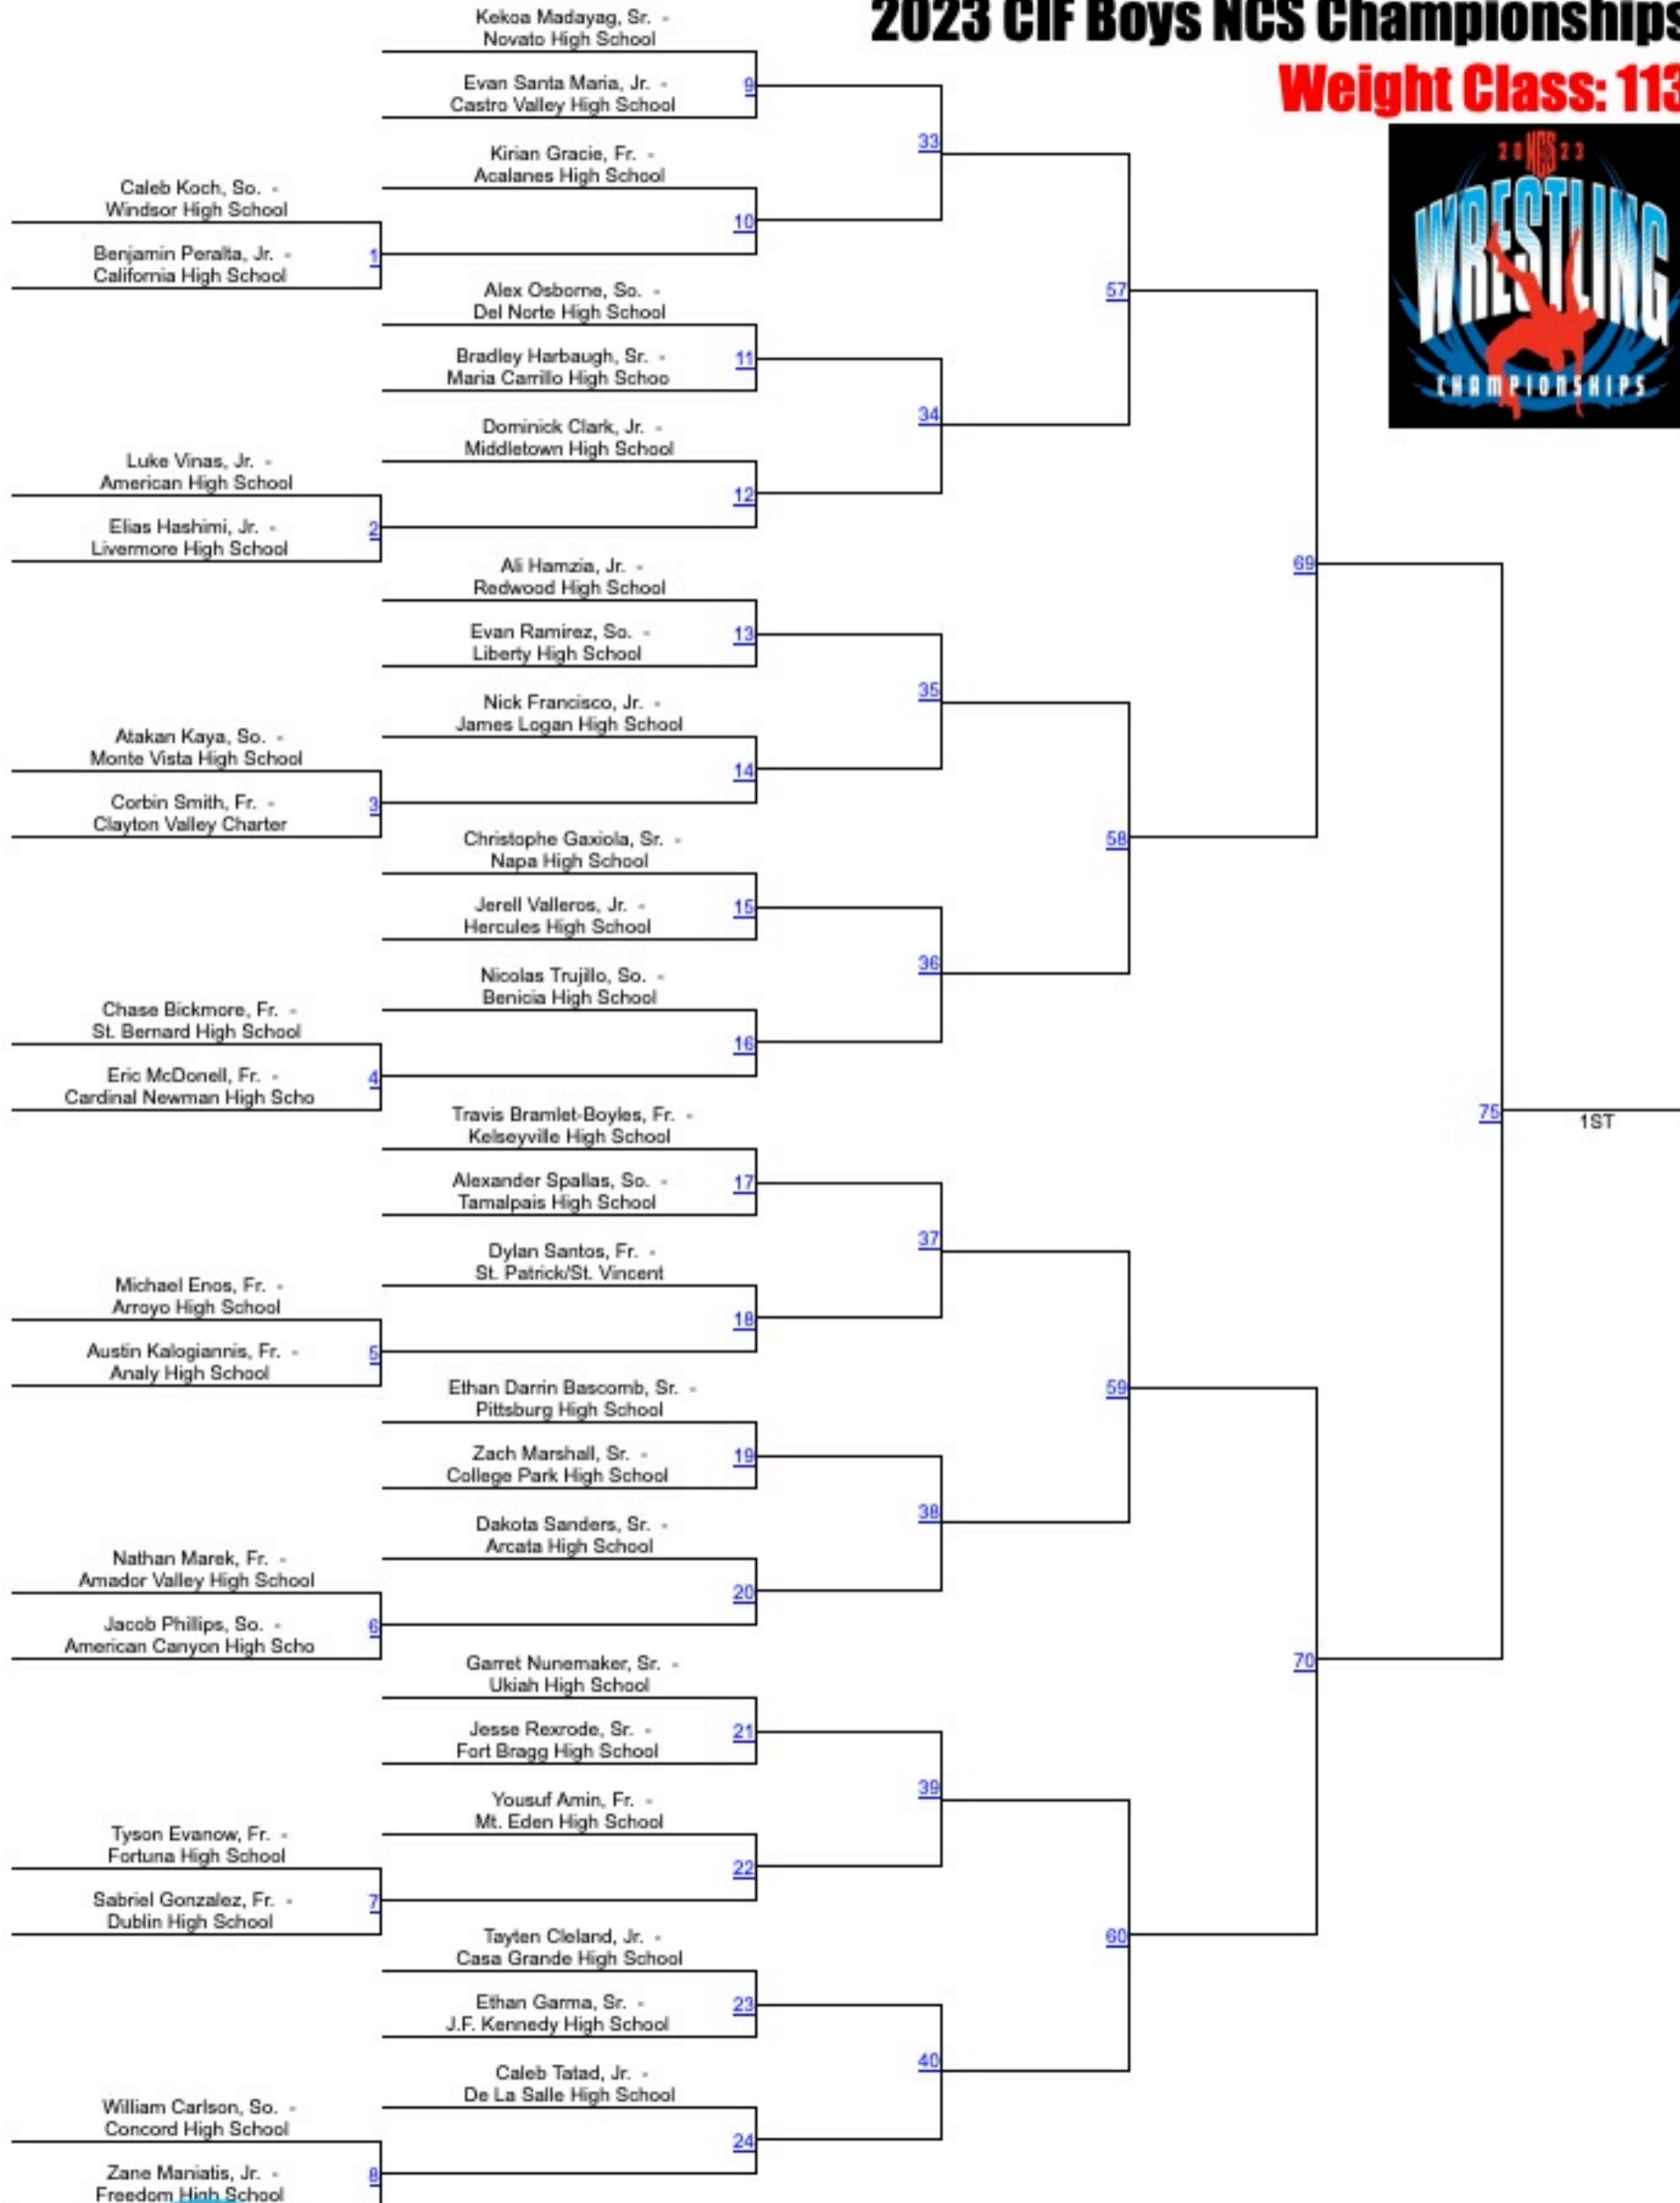 2023 CIF Boys NCS Championships
Weight Class: 113
20 NCS 23
WRESTLING
CHAMPIONSHIPS
Caleb Koch, So. -
Windsor High School
Benjamin Peralta, Jr. -
California High School
1
Luke Vinas, Jr. -
American High School
Elias Hashimi, Jr. -
Livermore High School
2
Atakan Kaya, So. -
Monte Vista High School
Corbin Smith, Fr. -
Clayton Valley Charter
3
Chase Bickmore, Fr. -
St. Bernard High School
Eric McDonell, Fr. -
Cardinal Newman High Scho
4
Michael Enos, Fr. -
Arroyo High School
Austin Kalogiannis, Fr. -
Analy High School
5
Nathan Marek, Fr. -
Amador Valley High School
Jacob Phillips, So. -
American Canyon High Scho
6
Tyson Evanow, Fr. -
Fortuna High School
Sabriel Gonzalez, Fr. -
Dublin High School
7
William Carlson, So. -
Concord High School
Zane Maniatis, Jr. -
Freedom High School
8
Kekoa Madayag, Sr. -
Novato High School
Evan Santa Maria, Jr. -
Castro Valley High School
9
Kirian Gracie, Fr. -
Acalanes High School
10
Alex Osborne, So. -
Del Norte High School
Bradley Harbaugh, Sr. -
Maria Carrillo High Schoo
11
Dominick Clark, Jr. -
Middletown High School
12
Ali Hamzia, Jr. -
Redwood High School
Evan Ramirez, So. -
Liberty High School
13
Nick Francisco, Jr. -
James Logan High School
14
Christophe Gaxiola, Sr. -
Napa High School
Jerell Valleros, Jr. -
Hercules High School
15
Nicolas Trujillo, So. -
Benicia High School
16
Travis Bramlet-Boyles, Fr. -
Kelseyville High School
Alexander Spallas, So. -
Tamalpais High School
17
Dylan Santos, Fr. -
St. Patrick/St. Vincent
18
Ethan Darrin Bascomb, Sr. -
Pittsburg High School
Zach Marshall, Sr. -
College Park High School
19
Dakota Sanders, Sr. -
Arcata High School
20
Garret Nunemaker, Sr. -
Ukiah High School
Jesse Rexrode, Sr. -
Fort Bragg High School
21
Yousuf Amin, Fr. -
Mt. Eden High School
22
Tayten Cleland, Jr. -
Casa Grande High School
Ethan Garma, Sr. -
J.F. Kennedy High School
23
Caleb Tatad, Jr. -
De La Salle High School
24
33
34
35
36
37
38
39
40
57
58
59
60
69
70
75
1ST